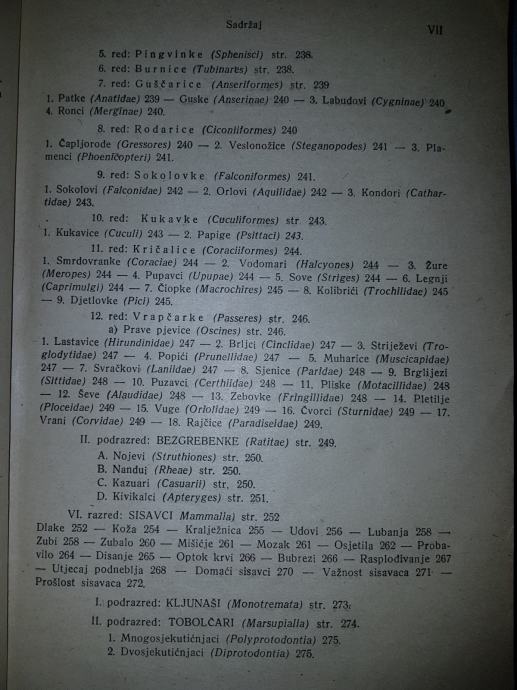 Sadržaj
VII
5. red: Pingvinke (Sphenisci) str. 238.
6. red: Burnice (Tubinares) str. 238.
7. red: Guščarice (Anseriformes) str. 239
1. Patke (Anatidae) 239 — Guske (Anserinae) 240 — 3. Labudovi (Cygninae) 240
4. Ronci (Merginae) 240.
8. red: Rodarice (Ciconiiformes) 240
1. Čapljorode (Gressores) 240 — 2. Veslonožice (Steganopodes) 241 — 3. Pla-
menci (Phoenicopteri) 241.
9. red: Sokolovke (Falconiformes) 241.
1. Sokolovi (Falconidae) 242 — 2. Orlovi (Aquilidae) 242 — 3. Kondori (Cathar-
tidae) 243.
10. red: Kukavke (Cuculiformes) str. 243.
1. Kukavice (Cuculi) 243 — 2. Papige (Psittaci) 243.
11. red: Kričalice (Coraciiformes) 244.
1. Smrdovranke (Coraciae) 244 — 2. Vodomari (Halcyones) 244 — 3. Žure
(Meropes) 244 — 4. Pupavci (Upupae) 244 — 5. Sove (Striges) 244 — 6. Legnji
(Caprimulgi) 244 — 7. Čiopke (Macrochires) 245 — 8. Kolibrići (Trochilidae) 245
— 9. Djetlovke (Pici) 245.
12. red: Vrapčarke (Passeres) str. 246.
a) Prave pjevice (Oscines) str. 246.
1. Lastavice (Hirundinidae) 247 — 2. Brljci (Cinclidae) 247 — 3. Striježevi (Tro-
glodytidae) 247 — 4. Popići (Prunellidae) 247 — 5. Muharice (Muscicapidae)
247 — 7. Svračkovi (Laniidae) 247 — 8. Sjenice (Paridae) 248 — 9. Brglijezi
(Sittidae) 248 — 10. Puzavci (Certhiidae) 248 — 11. Pliske (Motacillidae) 248
— 12. Ševe (Alaudidae) 248 — 13. Zebovke (Fringillidae) 248 — 14. Pletilje
(Ploceidae) 249 — 15. Vuge (Oriolidae) 249 — 16. Čvorci (Sturnidae) 249 — 17.
Vrani (Corvidae) 249 — 18. Rajčice (Paradiseidae) 249.
II. podrazred: BEZGREBENKE (Ratitae) str. 249.
A. Nojevi (Struthiones) str. 250.
B. Nandui (Rheae) str. 250.
C. Kazuari (Casuarii) str. 250.
D. Kivikalci (Apteryges) str. 251.
VI. razred: SISAVCI Mammalia) str. 252
Dlake 252 — Koža 254 — Kralježnica 255 — Udovi 256 — Lubanja 258 —
Zubi 258 — Zubalo 260 — Mišićje 261 — Mozak 261 — Osjetila 262 — Proba-
vilo 264 — Disanje 265 — Optok krvi 266 — Bubrezi 266 — Rasplođivanje 267
— Utjecaj podneblja 268 — Domaći sisavci 270 — Važnost sisavaca 271 —
Prošlost sisavaca 272.
I. podrazred: KLJUNAŠI (Monotremata) str. 273.
II. podrazred: TOBOLČARI (Marsupialla) str. 274.
1. Mnogosjekutićnjaci (Polyprotodontia) 275.
2. Dvosjekutićnjaci (Diprotodontia) 275.